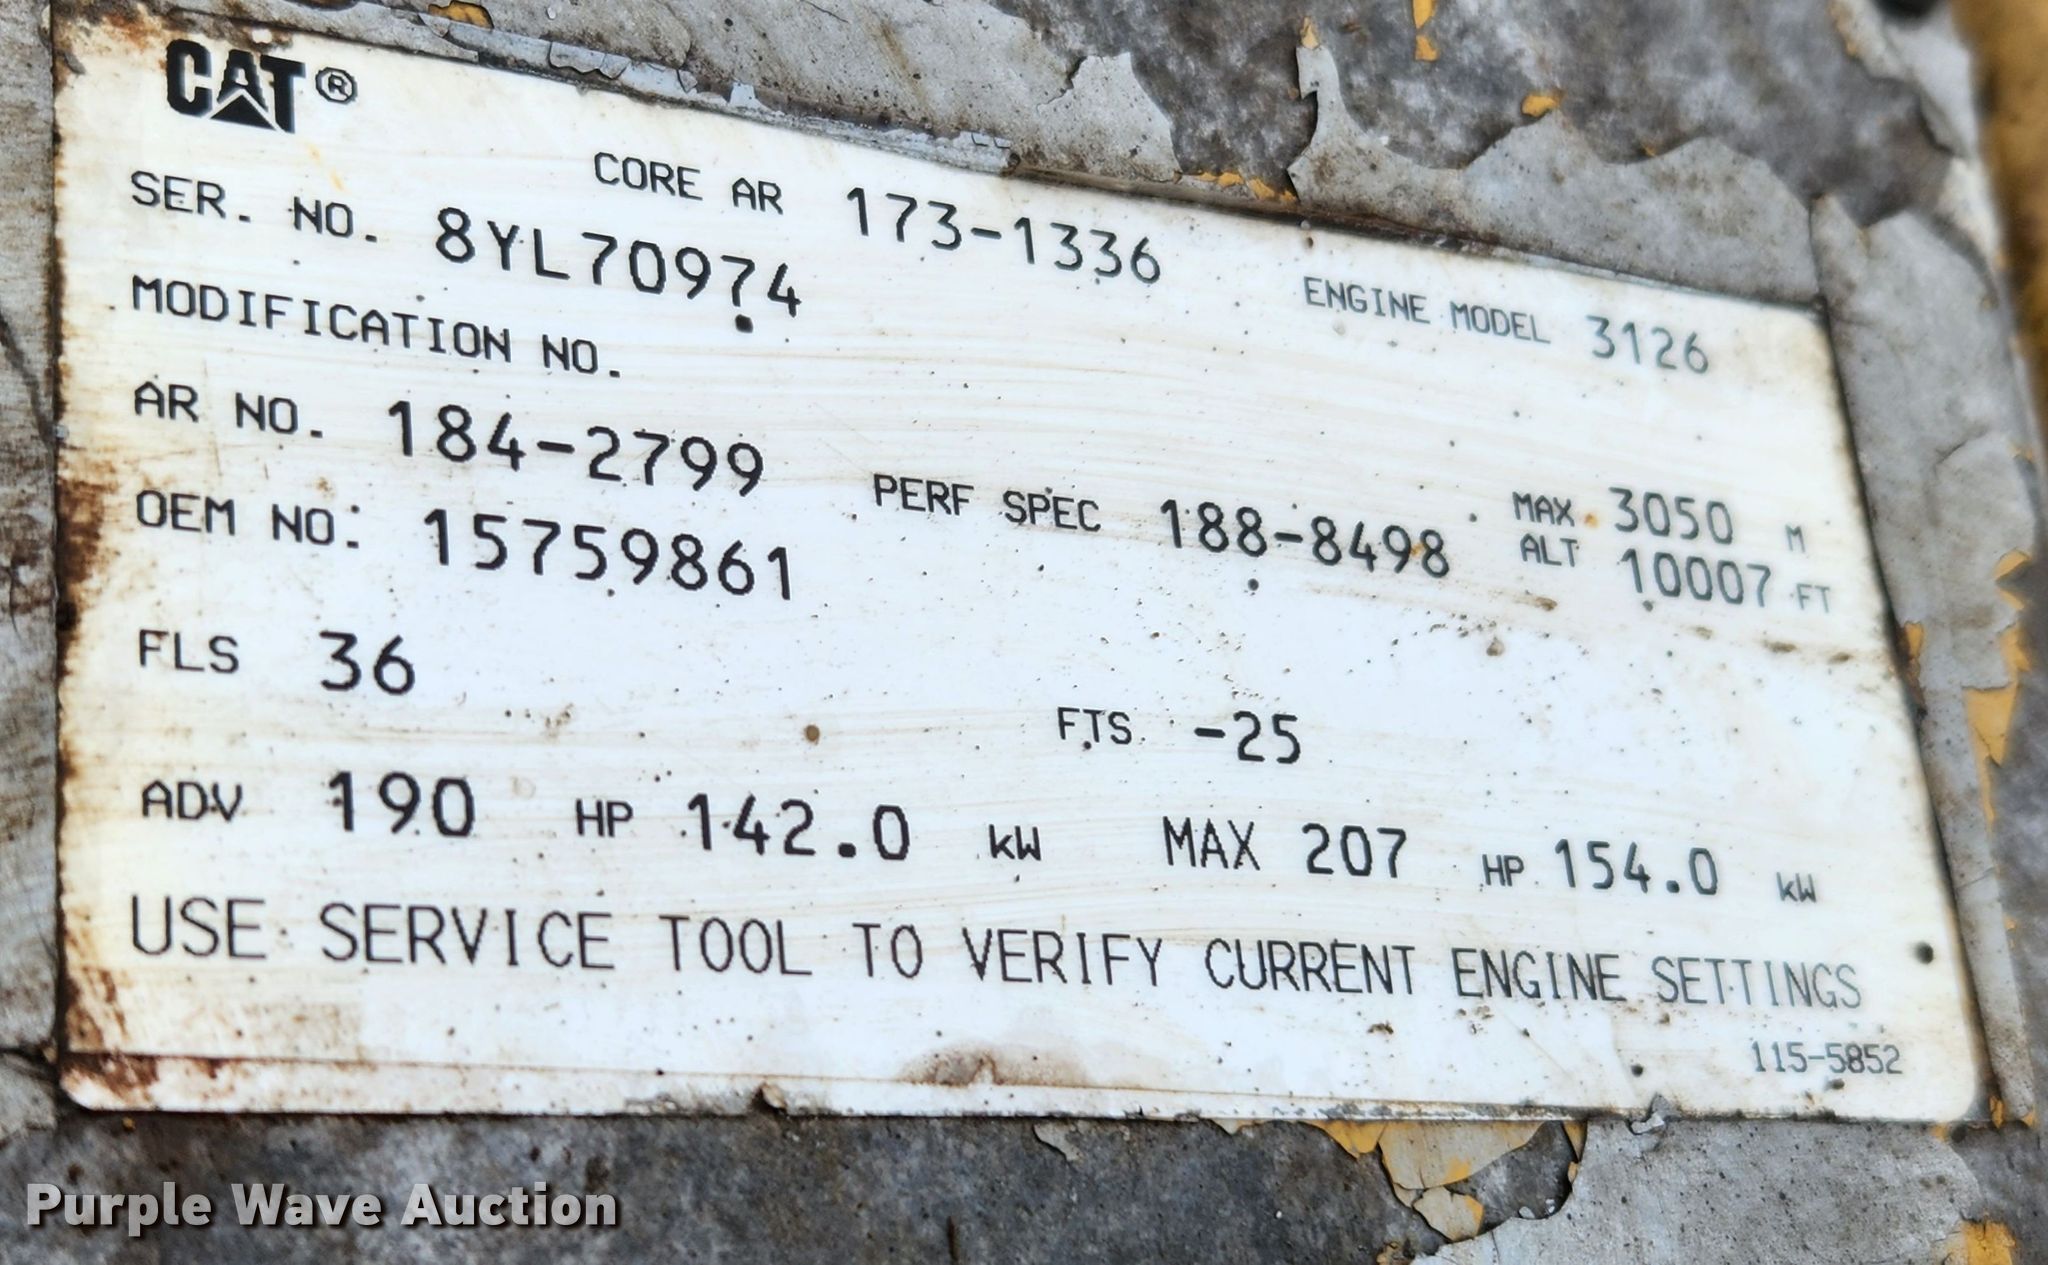 CAT®
CORE AR 173-1336
SER. NO. 8YL70974
ENGINE MODEL 3126
MODIFICATION NO.
AR NO. 184-2799
PERF SPEC 188-8498
MAX 3050 M
ALT 10007 FT
OEM NO. 15759861
FLS 36
FTS -25
ADV 190 HP 142.0 kW MAX 207 HP 154.0 kW
USE SERVICE TOOL TO VERIFY CURRENT ENGINE SETTINGS
115-5852
Purple Wave Auction